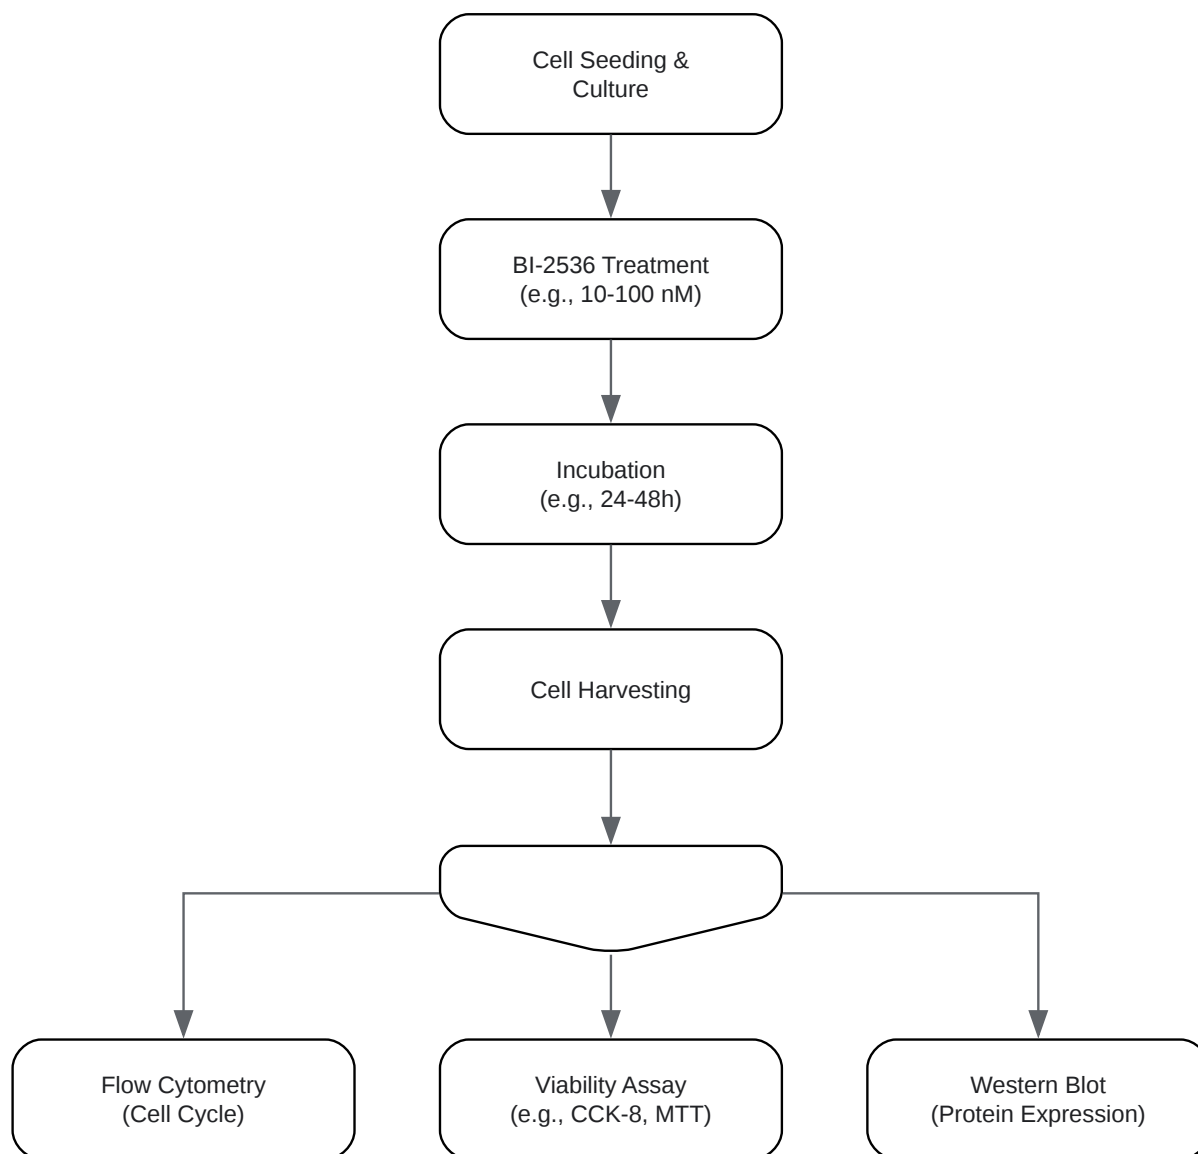 Cell Seeding &
Culture
BI-2536 Treatment
(e.g., 10-100 nM)
Incubation
(e.g., 24-48h)
Cell Harvesting
Flow Cytometry
(Cell Cycle)
Viability Assay
(e.g., CCK-8, MTT)
Western Blot
(Protein Expression)